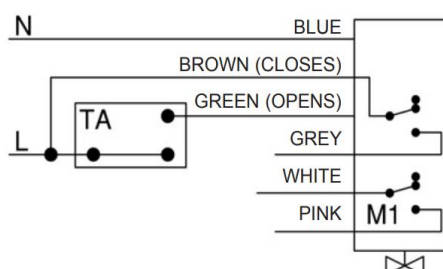 N
BLUE
BROWN (CLOSES)
GREEN (OPENS)
TA
L
GREY
WHITE
PINK
M1